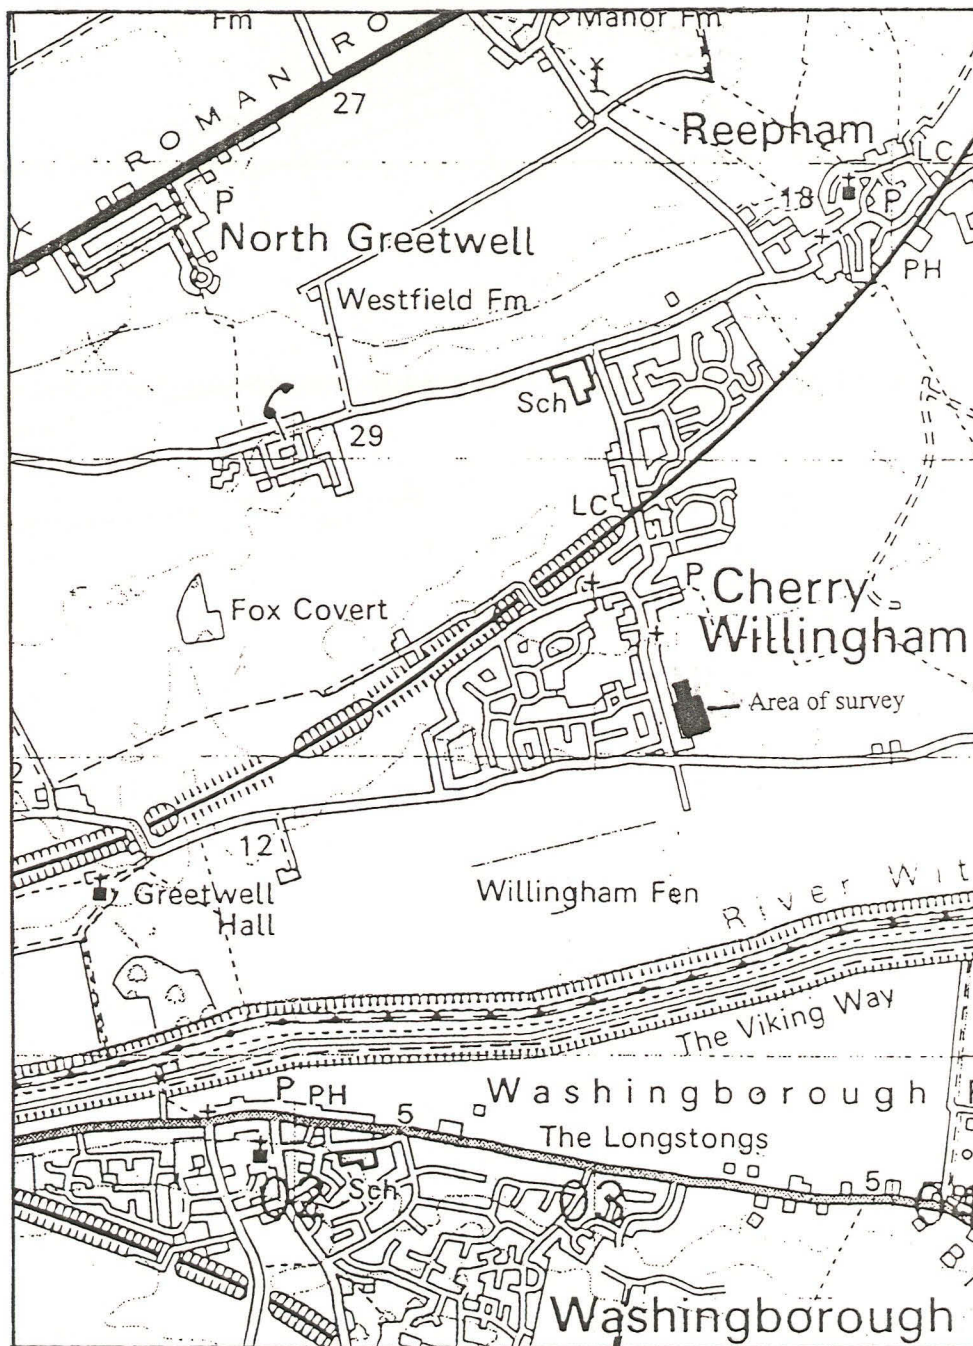 Fm
Manor Fm
ROMAN RO
27
Reepham
LC
P
18
P
North Greetwell
PH
Westfield Fm
Sch
29
LC
P
Cherry
Willingham
Fox Covert
Area of survey
2
12
Greetwell
Hall
Willingham Fen
RIVER WIT
The Viking Way
P PH
5
Washingborough
The Longstongs
Sch
5
B
Washingborough